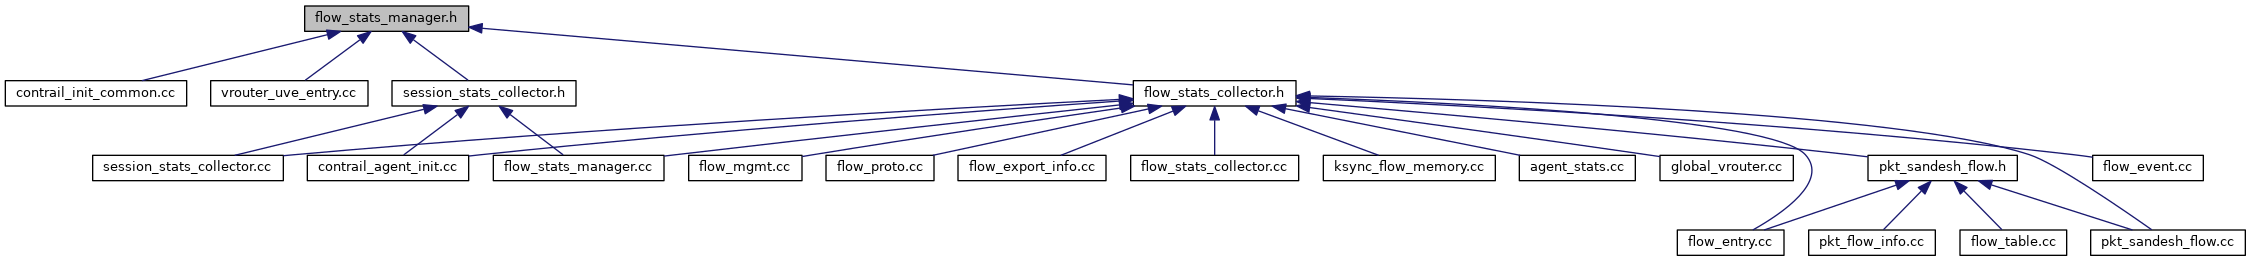 flow_stats_manager.h
contrail_init_common.cc
vrouter_uve_entry.cc
session_stats_collector.h
flow_stats_collector.h
session_stats_collector.cc
contrail_agent_init.cc
flow_stats_manager.cc
flow_mgmt.cc
flow_proto.cc
flow_export_info.cc
flow_stats_collector.cc
ksync_flow_memory.cc
agent_stats.cc
global_vrouter.cc
pkt_sandesh_flow.h
flow_event.cc
flow_entry.cc
pkt_flow_info.cc
flow_table.cc
pkt_sandesh_flow.cc